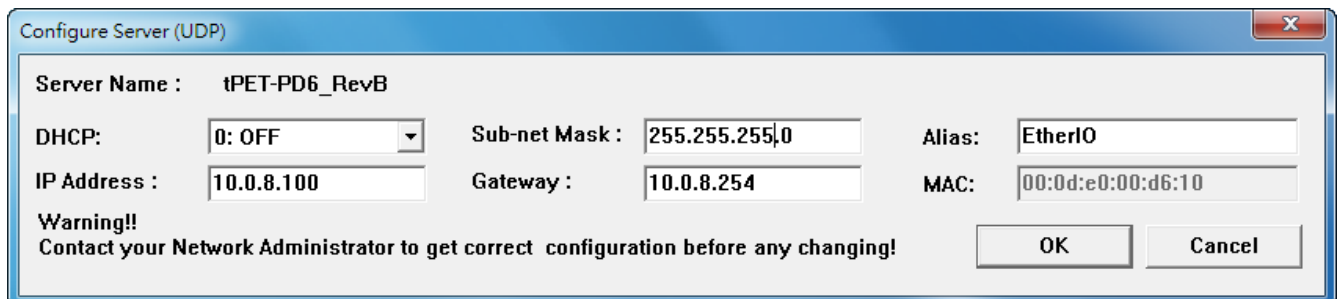 Configure Server (UDP)
Server Name : tPET-PD6_RevB
DHCP: 0: OFF Sub-net Mask : 255.255.255.0 Alias: EtherIO
IP Address : 10.0.8.100 Gateway : 10.0.8.254 MAC: 00:0d:e0:00:d6:10
Warning!!
Contact your Network Administrator to get correct configuration before any changing!
OK Cancel